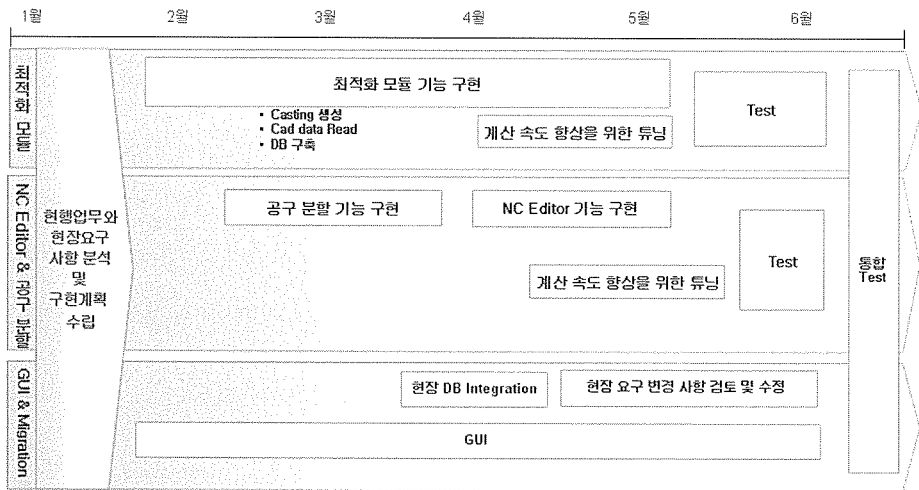 1월 2월 3월 4월 5월 6월
최적화 모듈
최적화 모듈 기능 구현
• Casting 생성
• Cad data Read
• DB 구축
계산 속도 향상을 위한 튜닝
Test
NC Editor & 공구 분할
현행업무와
현장요구
사항 분석
및
구현계획
수립
공구 분할 기능 구현
NC Editor 기능 구현
계산 속도 향상을 위한 튜닝
Test
통합
Test
GUI & Migration
현장 DB Integration
현장 요구 변경 사항 검토 및 수정
GUI